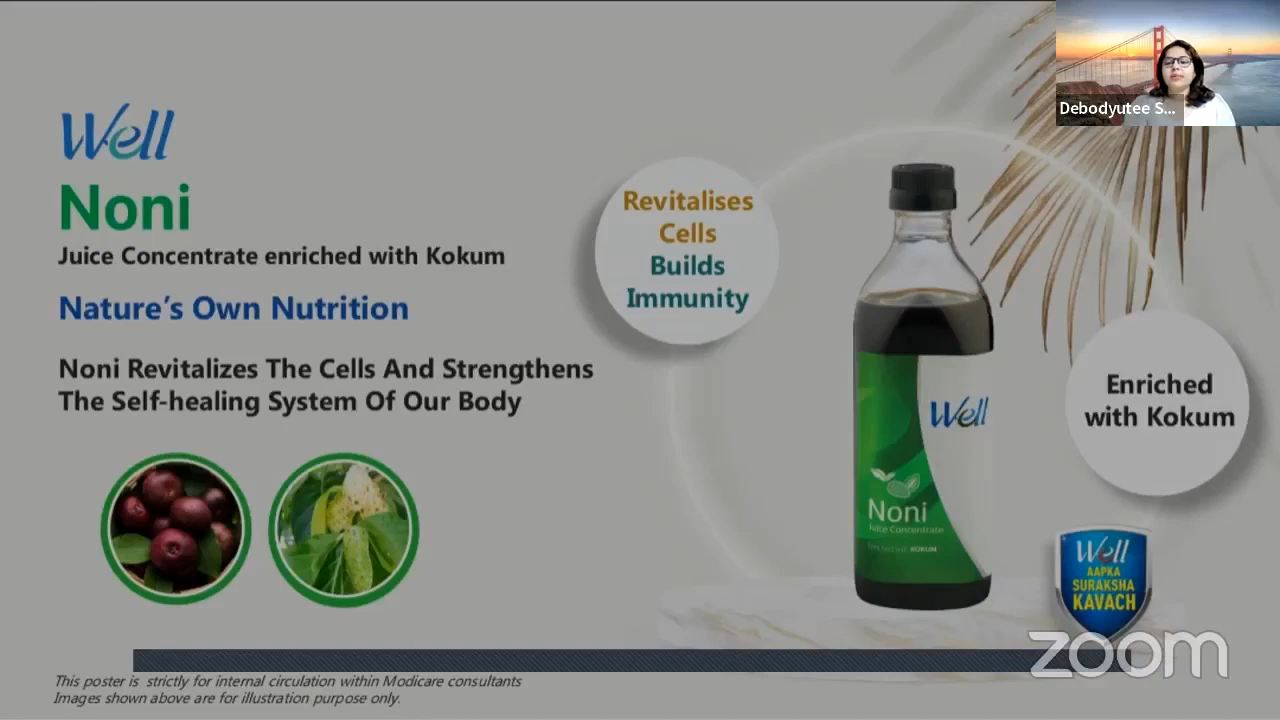 Debodyutee S...
Well
Noni
Juice Concentrate enriched with Kokum
Nature's Own Nutrition
Noni Revitalizes The Cells And Strengthens
The Self-healing System Of Our Body
Revitalises
Cells
Builds
Immunity
Well
Noni
Juice Concentrate
Enriched with KOKUM
Enriched
with Kokum
Well
AAPKA
SURAKSHA
KAVACH
zoom
This poster is strictly for internal circulation within Modicare consultants
Images shown above are for illustration purpose only.